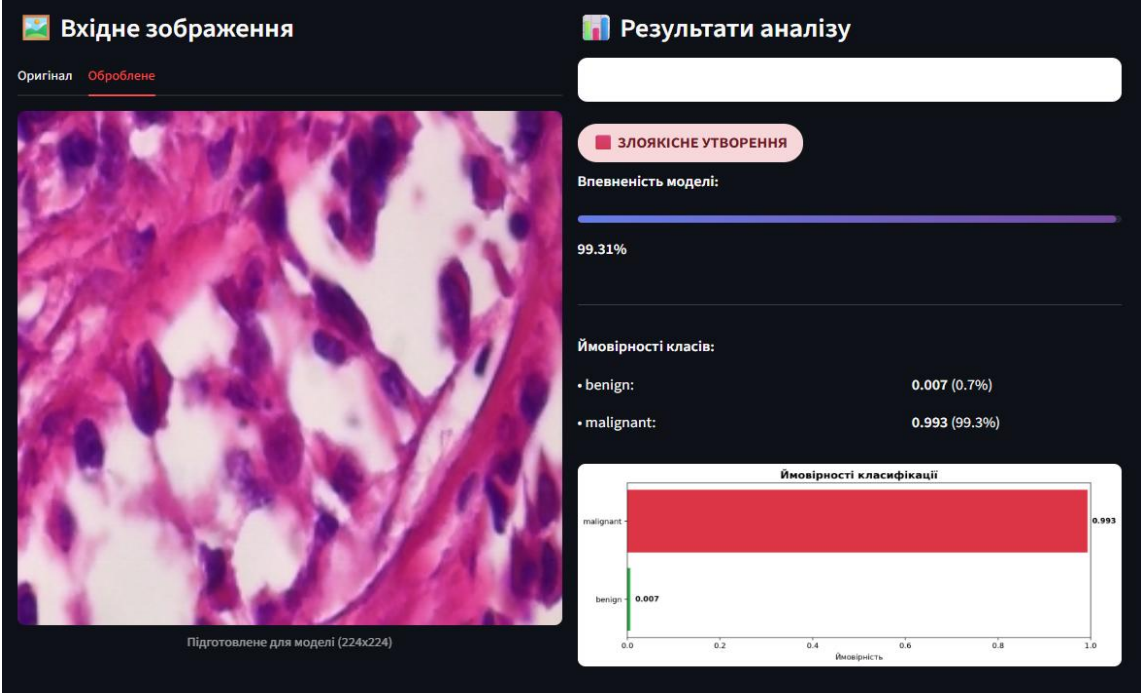 Вхідне зображення
Оригінал Оброблене
Підготовлене для моделі (224x224)
Результати аналізу
ЗЛОЯКІСНЕ УТВОРЕННЯ
Впевненість моделі:
99.31%
Ймовірності класів:
• benign: 0.007 (0.7%)
• malignant: 0.993 (99.3%)
Ймовірності класифікації
malignant 0.993
benign 0.007
0.0 0.2 0.4 0.6 0.8 1.0
Ймовірність